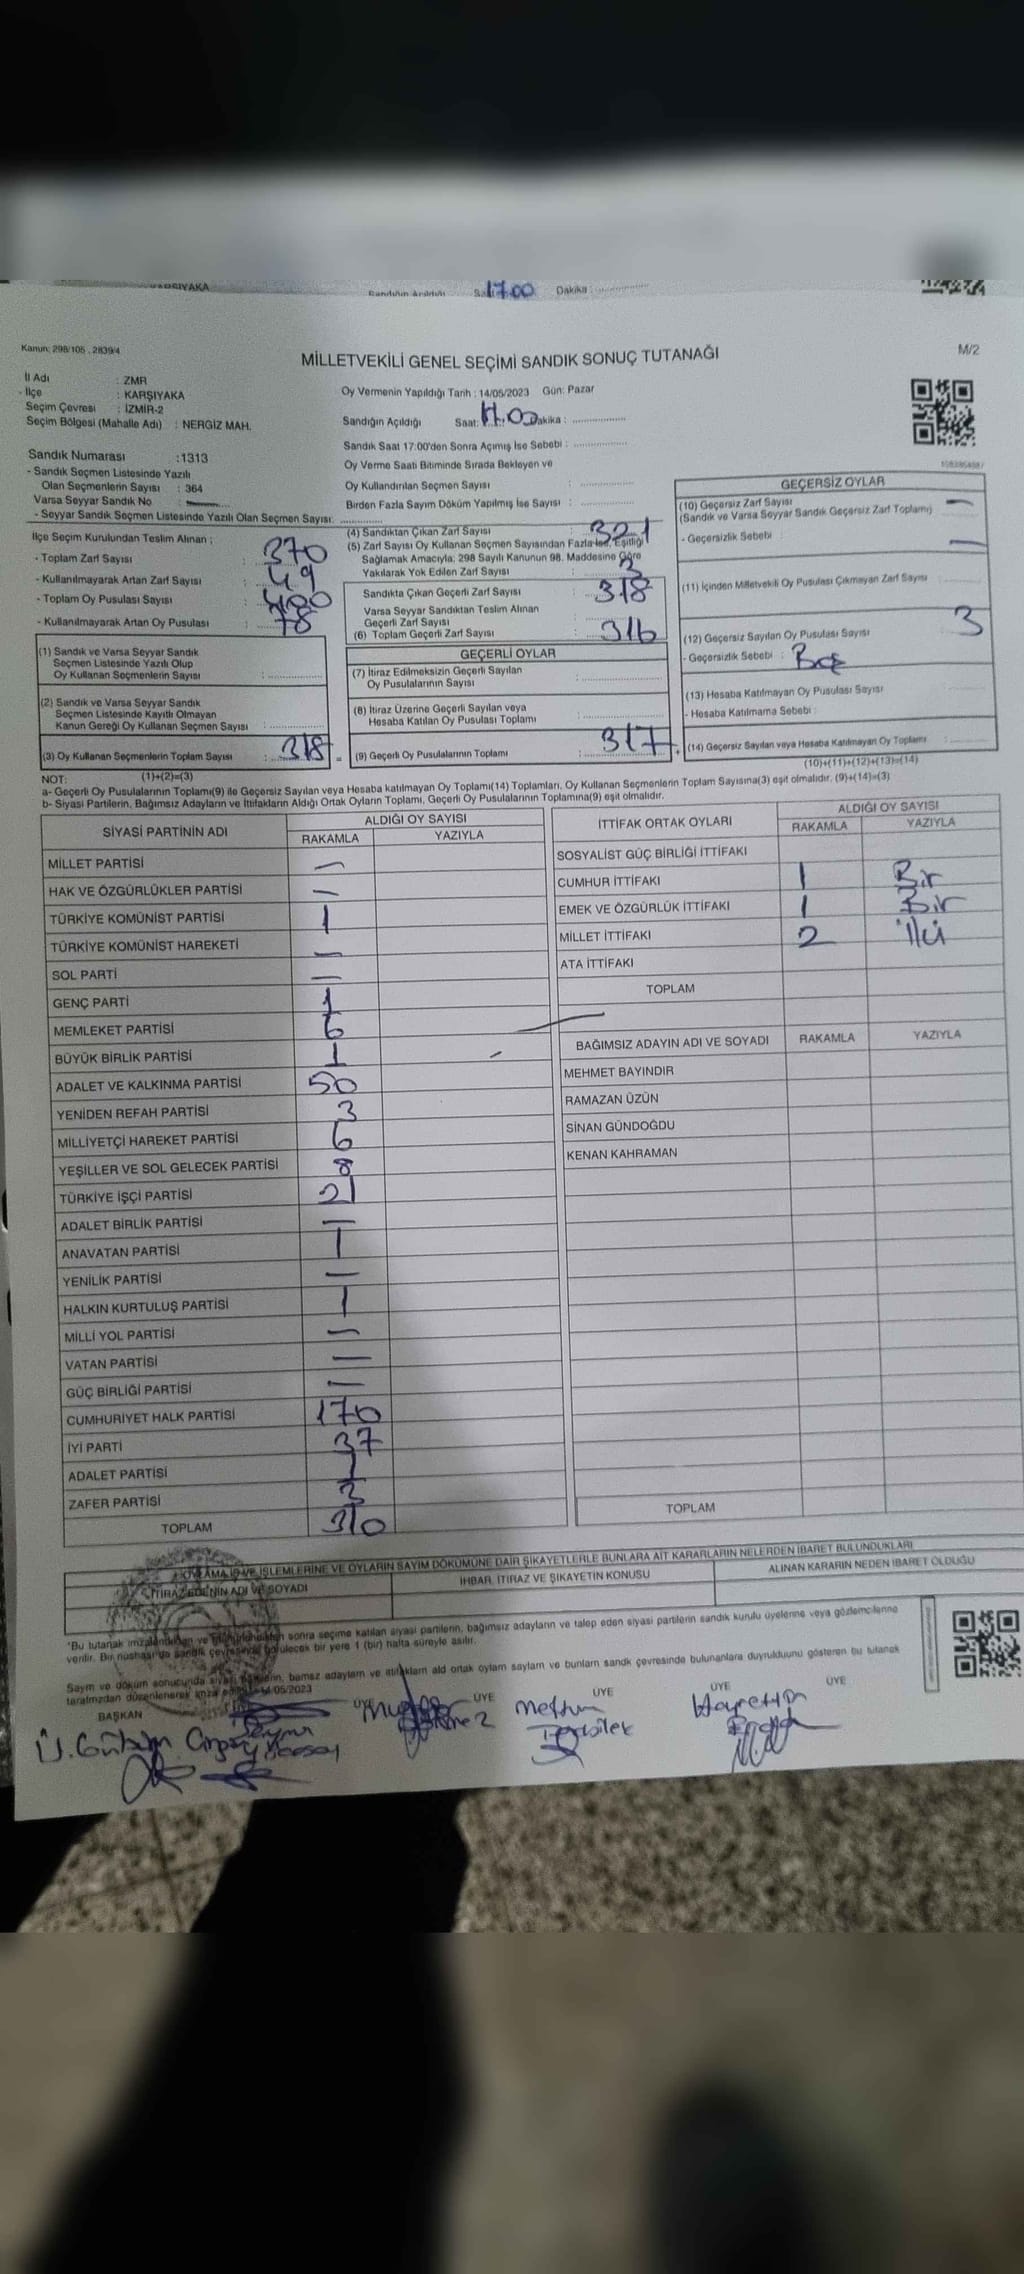 KARŞIYAKA
Sandığın Açıldığı Saat: 17.00 Dakika :
Kanun: 298/105 . 2839/4
MİLLETVEKİLİ GENEL SEÇİMİ SANDIK SONUÇ TUTANAĞI
M/2
İl Adı : ZMR
İlçe : KARŞIYAKA
Seçim Çevresi : İZMİR-2
Seçim Bölgesi (Mahalle Adı) : NERGİZ MAH.
Sandık Numarası :1313
- Sandık Seçmen Listesinde Yazılı
Olan Seçmenlerin Sayısı : 364
Varsa Seyyar Sandık No :
- Seyyar Sandık Seçmen Listesinde Yazılı Olan Seçmen Sayısı:
Oy Vermenin Yapıldığı Tarih : 14/05/2023 Gün: Pazar
Sandığın Açıldığı Saat: Dakika :
Sandık Saat 17:00'den Sonra Açımış İse Sebebi :
Oy Verme Saati Bitiminde Sırada Bekleyen ve
Oy Kullandırılan Seçmen Sayısı :
Birden Fazla Sayım Döküm Yapılmış İse Sayısı :
İlçe Seçim Kurulundan Teslim Alınan ;
- Toplam Zarf Sayısı : 370
- Kullanılmayarak Artan Zarf Sayısı : 49
- Toplam Oy Pusulası Sayısı : 400
- Kullanılmayarak Artan Oy Pusulası : 78
(4) Sandıktan Çıkan Zarf Sayısı : 321
(5) Zarf Sayısı Oy Kullanan Seçmen Sayısından Fazla ise, Eşitliği
Sağlamak Amacıyla; 298 Sayılı Kanunun 98. Maddesine Göre
Yakılarak Yok Edilen Zarf Sayısı : 3
Sandıkta Çıkan Geçerli Zarf Sayısı : 318
Varsa Seyyar Sandıktan Teslim Alınan
Geçerli Zarf Sayısı
(6) Toplam Geçerli Zarf Sayısı : 316
GEÇERSİZ OYLAR
(10) Geçersiz Zarf Sayısı —
(Sandık ve Varsa Seyyar Sandık Geçersiz Zarf Toplamı)
- Geçersizlik Sebebi : —
(11) İçinden Milletvekili Oy Pusulası Çıkmayan Zarf Sayısı :
(12) Geçersiz Sayılan Oy Pusulası Sayısı : 3
- Geçersizlik Sebebi : Boş
(13) Hesaba Katılmayan Oy Pusulası Sayısı
- Hesaba Katılmama Sebebi :
(14) Geçersiz Sayılan veya Hesaba Katılmayan Oy Toplamı :
(10)+(11)+(12)+(13)=(14)
(1) Sandık ve Varsa Seyyar Sandık
Seçmen Listesinde Yazılı Olup
Oy Kullanan Seçmenlerin Sayısı :
(2) Sandık ve Varsa Seyyar Sandık
Seçmen Listesinde Kayıtlı Olmayan
Kanun Gereği Oy Kullanan Seçmen Sayısı :
(3) Oy Kullanan Seçmenlerin Toplam Sayısı : 318
(1)+(2)=(3)
GEÇERLİ OYLAR
(7) İtiraz Edilmeksizin Geçerli Sayılan
Oy Pusulalarının Sayısı :
(8) İtiraz Üzerine Geçerli Sayılan veya
Hesaba Katılan Oy Pusulası Toplamı :
(9) Geçerli Oy Pusulalarının Toplamı : 317
NOT:
a- Geçerli Oy Pusulalarının Toplamı(9) ile Geçersiz Sayılan veya Hesaba katılmayan Oy Toplamı(14) Toplamları, Oy Kullanan Seçmenlerin Toplam Sayısına(3) eşit olmalıdır. (9)+(14)=(3)
b- Siyasi Partilerin, Bağımsız Adayların ve İttifakların Aldığı Ortak Oyların Toplamı, Geçerli Oy Pusulalarının Toplamına(9) eşit olmalıdır.
SİYASİ PARTİNİN ADI ALDIĞI OY SAYISI
RAKAMLA YAZIYLA
MİLLET PARTİSİ —
HAK VE ÖZGÜRLÜKLER PARTİSİ —
TÜRKİYE KOMÜNİST PARTİSİ 1
TÜRKİYE KOMÜNİST HAREKETİ —
SOL PARTİ —
GENÇ PARTİ 1
MEMLEKET PARTİSİ 6
BÜYÜK BİRLİK PARTİSİ 1
ADALET VE KALKINMA PARTİSİ 50
YENİDEN REFAH PARTİSİ 3
MİLLİYETÇİ HAREKET PARTİSİ 6
YEŞİLLER VE SOL GELECEK PARTİSİ 8
TÜRKİYE İŞÇİ PARTİSİ 21
ADALET BİRLİK PARTİSİ —
ANAVATAN PARTİSİ 1
YENİLİK PARTİSİ —
HALKIN KURTULUŞ PARTİSİ 1
MİLLİ YOL PARTİSİ —
VATAN PARTİSİ —
GÜÇ BİRLİĞİ PARTİSİ —
CUMHURİYET HALK PARTİSİ 170
İYİ PARTİ 37
ADALET PARTİSİ 1
ZAFER PARTİSİ 3
TOPLAM 310
İTTİFAK ORTAK OYLARI ALDIĞI OY SAYISI
RAKAMLA YAZIYLA
SOSYALİST GÜÇ BİRLİĞİ İTTİFAKI
CUMHUR İTTİFAKI 1 Bir
EMEK VE ÖZGÜRLÜK İTTİFAKI 1 Bir
MİLLET İTTİFAKI 2 iki
ATA İTTİFAKI
TOPLAM
BAĞIMSIZ ADAYIN ADI VE SOYADI RAKAMLA YAZIYLA
MEHMET BAYINDIR
RAMAZAN ÜZÜN
SİNAN GÜNDOĞDU
KENAN KAHRAMAN
TOPLAM
OYLAMA İŞ VE İŞLEMLERİNE VE OYLARIN SAYIM DÖKÜMÜNE DAİR ŞİKAYETLERLE BUNLARA AİT KARARLARIN NELERDEN İBARET BULUNDUKLARI
İTİRAZ EDENİN ADI VE SOYADI İHBAR, İTİRAZ VE ŞİKAYETİN KONUSU ALINAN KARARIN NEDEN İBARET OLDUĞU
*Bu tutanak imzalandıktan ve mühürlendikten sonra seçime katılan siyasi partilerin, bağımsız adayların ve talep eden siyasi partilerin sandık kurulu üyelerine veya gözlemcilerine
verilir. Bir nüshası da sandık çevresinde görülecek bir yere 1 (bir) hafta süreyle asılır.
Sayım ve döküm sonucunda siyasi partilerin, bamsz adaylarn ve ittifaklarn ald ortak oylarn saylarn ve bunlarn sandk çevresinde bulunanlara duyrulduunu gösteren bu tutanak
tarafmzdan düzenlenerek imza edildi. 14/05/2023
BAŞKAN ÜYE ÜYE ÜYE ÜYE ÜYE